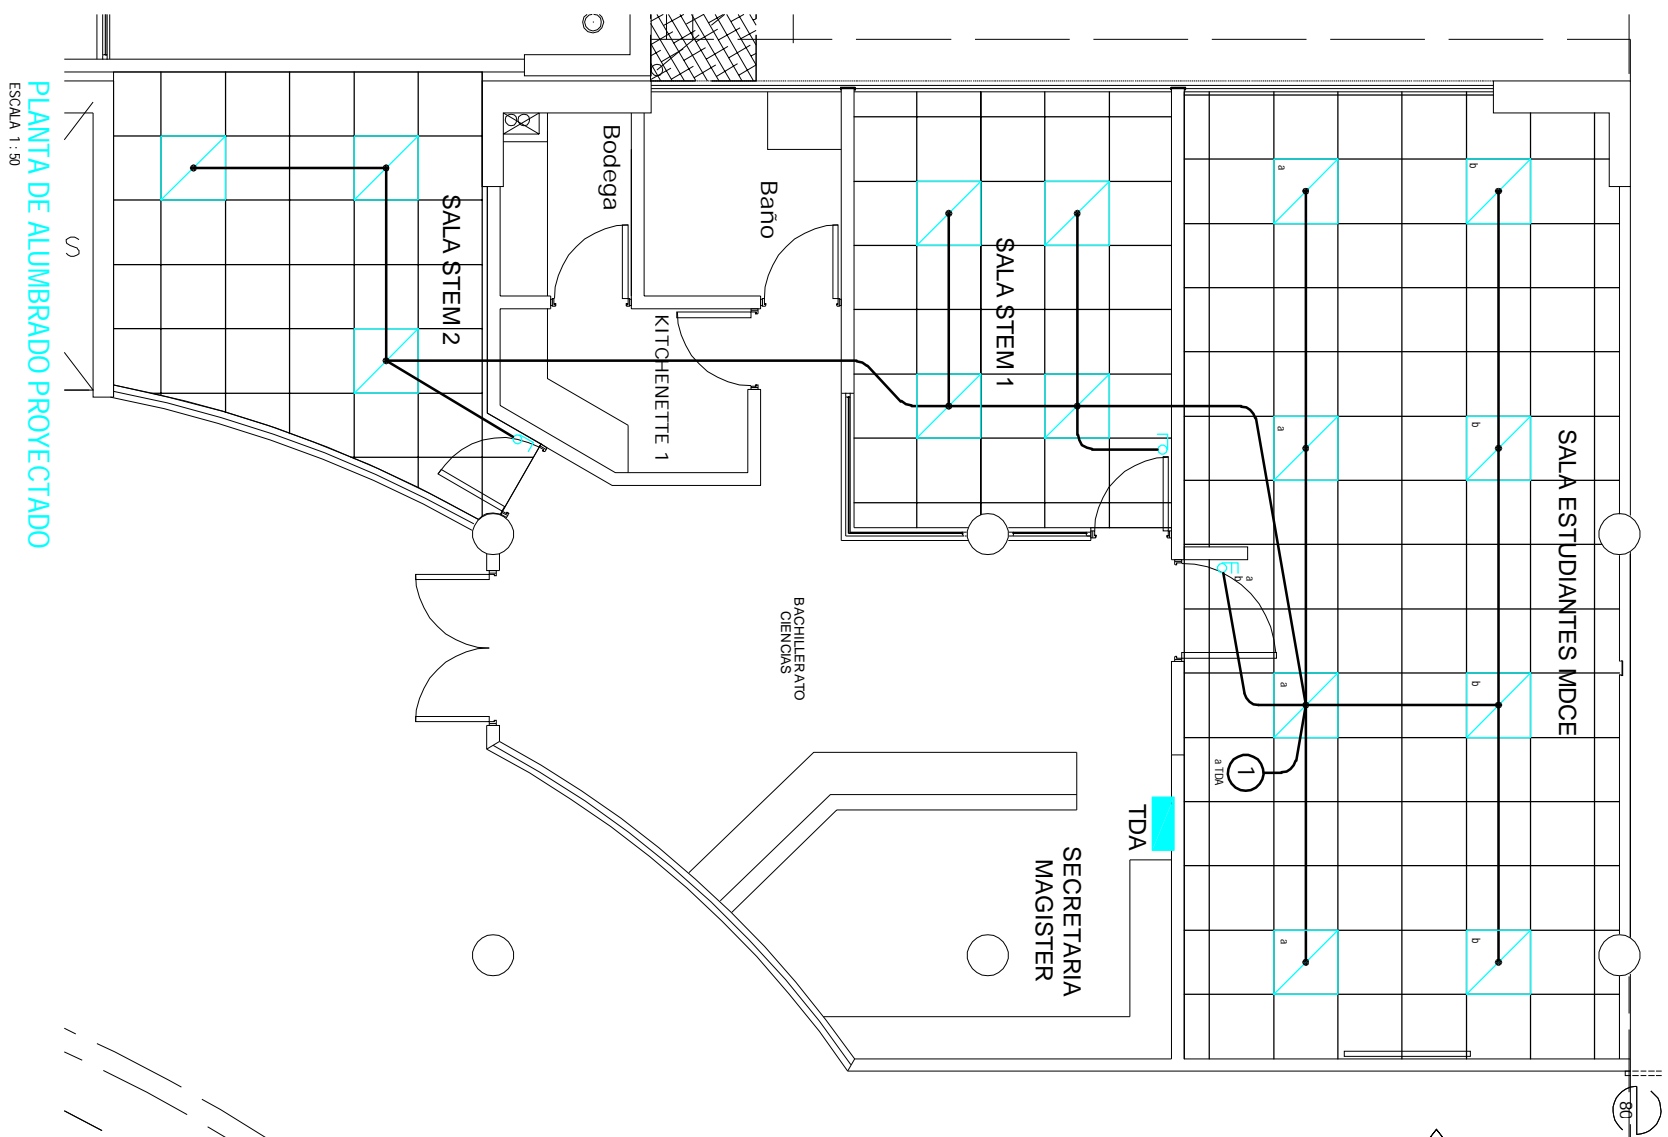 PLANTA DE ALUMBRADO PROYECTADO
ESCALA 1 : 50
S
SALA STEM 2
Bodega
Baño
KITCHENETTE 1
SALA STEM 1
SALA ESTUDIANTES MDCE
a
b
a
b
a
b
a
b
a
b
BACHILLERATO
CIENCIAS
1
a TDA
TDA
SECRETARIA
MAGISTER
80